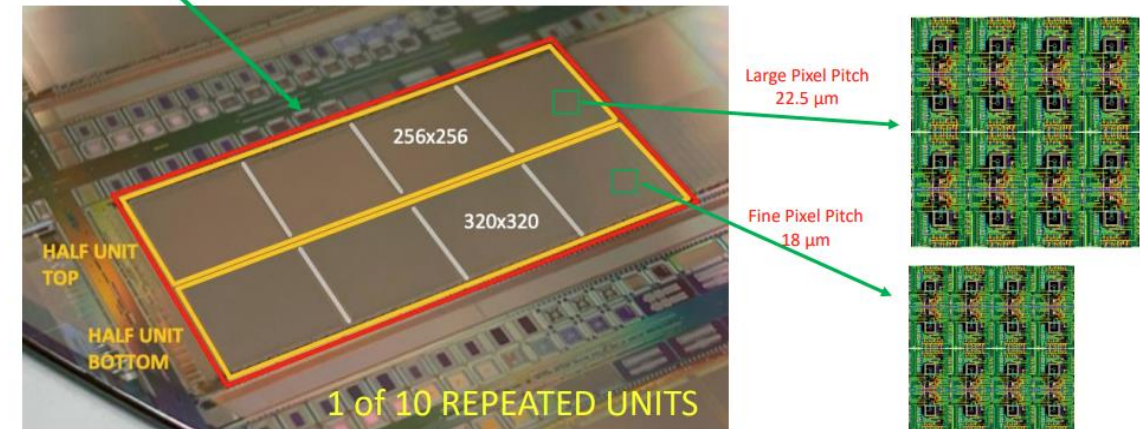 256x256
320x320
HALF UNIT
TOP
HALF UNIT
BOTTOM
1 of 10 REPEATED UNITS
Large Pixel Pitch
22.5 µm
Fine Pixel Pitch
18 µm